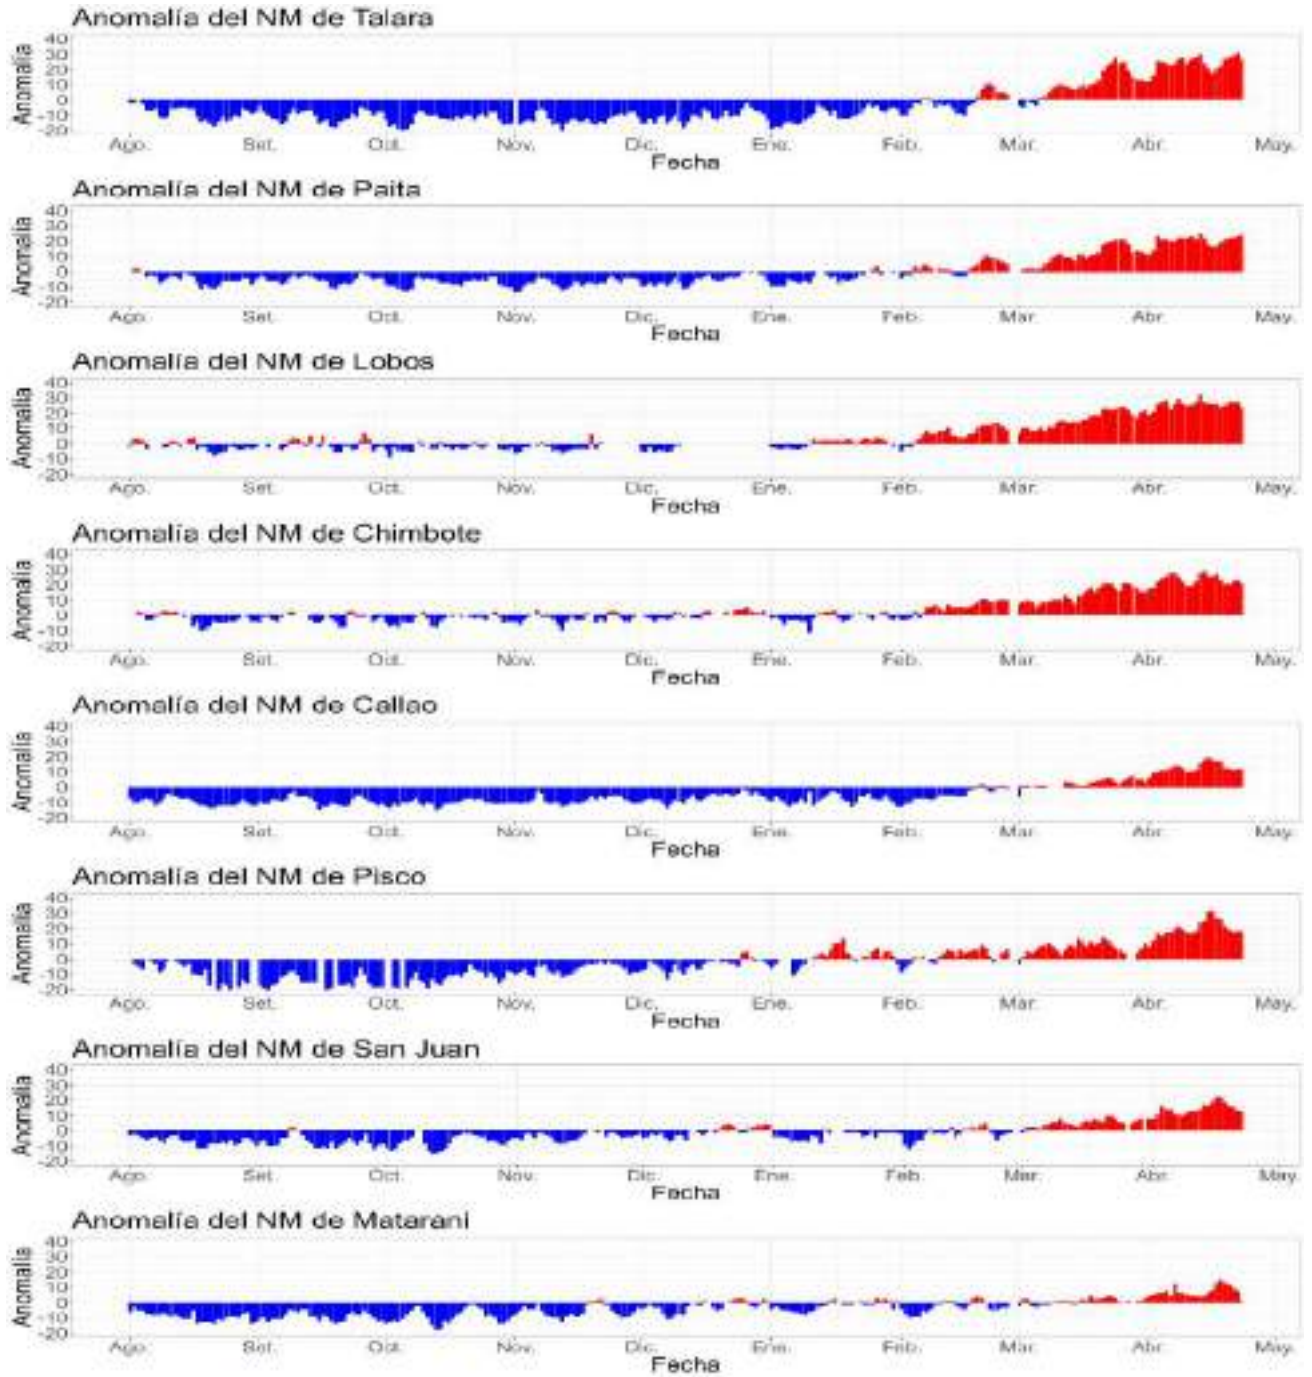 Anomalía del NM de Talara
Anomalía
40
30
20
10
0
-10
-20
Ago. Set. Oct. Nov. Dic. Ene. Feb. Mar. Abr. May.
Fecha
Anomalía del NM de Paita
Anomalía
40
30
20
10
0
-10
-20
Ago. Set. Oct. Nov. Dic. Ene. Feb. Mar. Abr. May.
Fecha
Anomalía del NM de Lobos
Anomalía
40
30
20
10
0
-10
-20
Ago. Set. Oct. Nov. Dic. Ene. Feb. Mar. Abr. May.
Fecha
Anomalía del NM de Chimbote
Anomalía
40
30
20
10
0
-10
-20
Ago. Set. Oct. Nov. Dic. Ene. Feb. Mar. Abr. May.
Fecha
Anomalía del NM de Callao
Anomalía
40
30
20
10
0
-10
-20
Ago. Set. Oct. Nov. Dic. Ene. Feb. Mar. Abr. May.
Fecha
Anomalía del NM de Pisco
Anomalía
40
30
20
10
0
-10
-20
Ago. Set. Oct. Nov. Dic. Ene. Feb. Mar. Abr. May.
Fecha
Anomalía del NM de San Juan
Anomalía
40
30
20
10
0
-10
-20
Ago. Set. Oct. Nov. Dic. Ene. Feb. Mar. Abr. May.
Fecha
Anomalía del NM de Matarani
Anomalía
40
30
20
10
0
-10
-20
Ago. Set. Oct. Nov. Dic. Ene. Feb. Mar. Abr. May.
Fecha